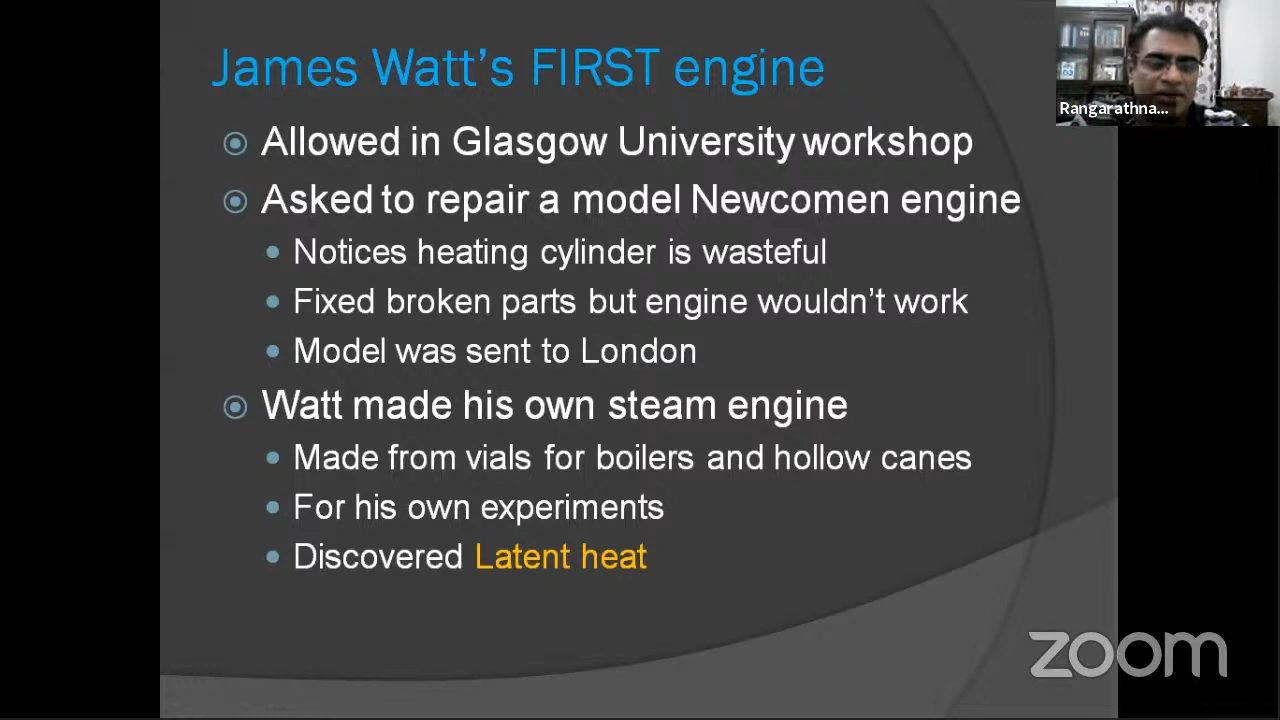 James Watt's FIRST engine
Rangarathna...
Allowed in Glasgow University workshop
Asked to repair a model Newcomen engine
Notices heating cylinder is wasteful
Fixed broken parts but engine wouldn't work
Model was sent to London
Watt made his own steam engine
Made from vials for boilers and hollow canes
For his own experiments
Discovered Latent heat
zoom